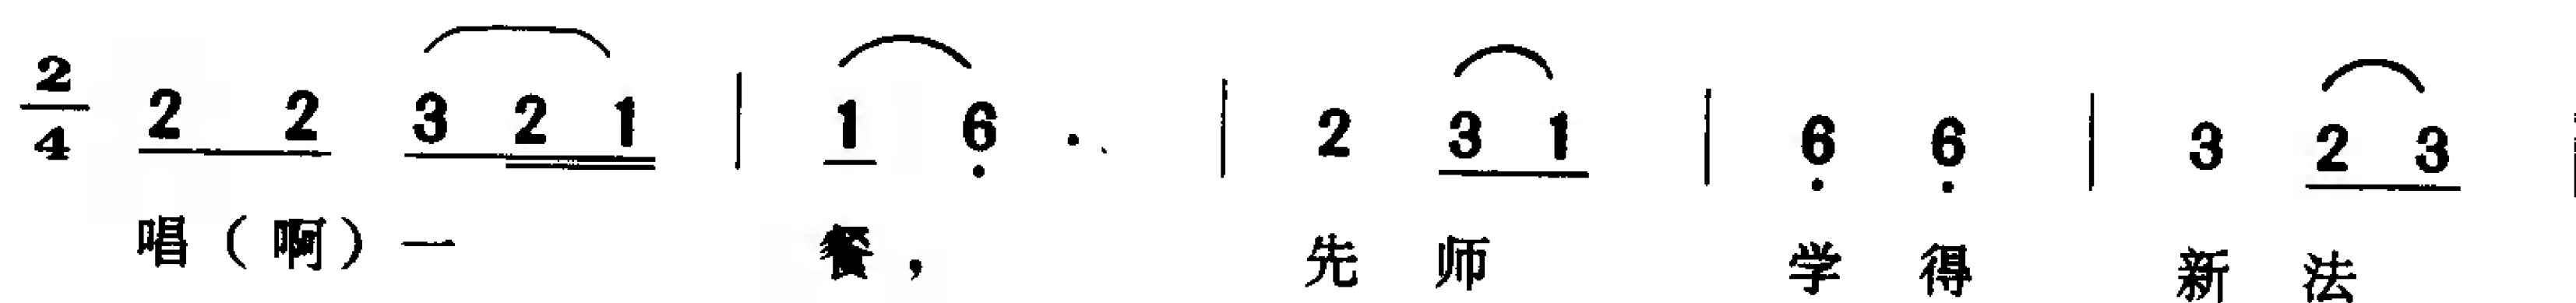 2/4 2 2 3 2 1 | 1 6 · | 2 3 1 | 6 6 | 3 2 3 |
唱（啊）一 餐， 先 师 学 得 新 法